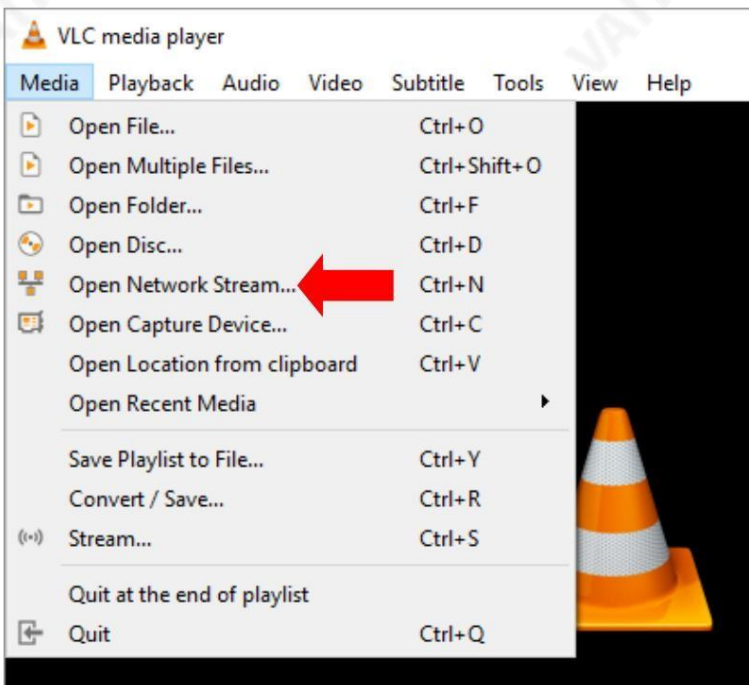 VLC media player
Media Playback Audio Video Subtitle Tools View Help
Open File... Ctrl+O
Open Multiple Files... Ctrl+Shift+O
Open Folder... Ctrl+F
Open Disc... Ctrl+D
Open Network Stream... Ctrl+N
Open Capture Device... Ctrl+C
Open Location from clipboard Ctrl+V
Open Recent Media
Save Playlist to File... Ctrl+Y
Convert / Save... Ctrl+R
Stream... Ctrl+S
Quit at the end of playlist
Quit Ctrl+Q